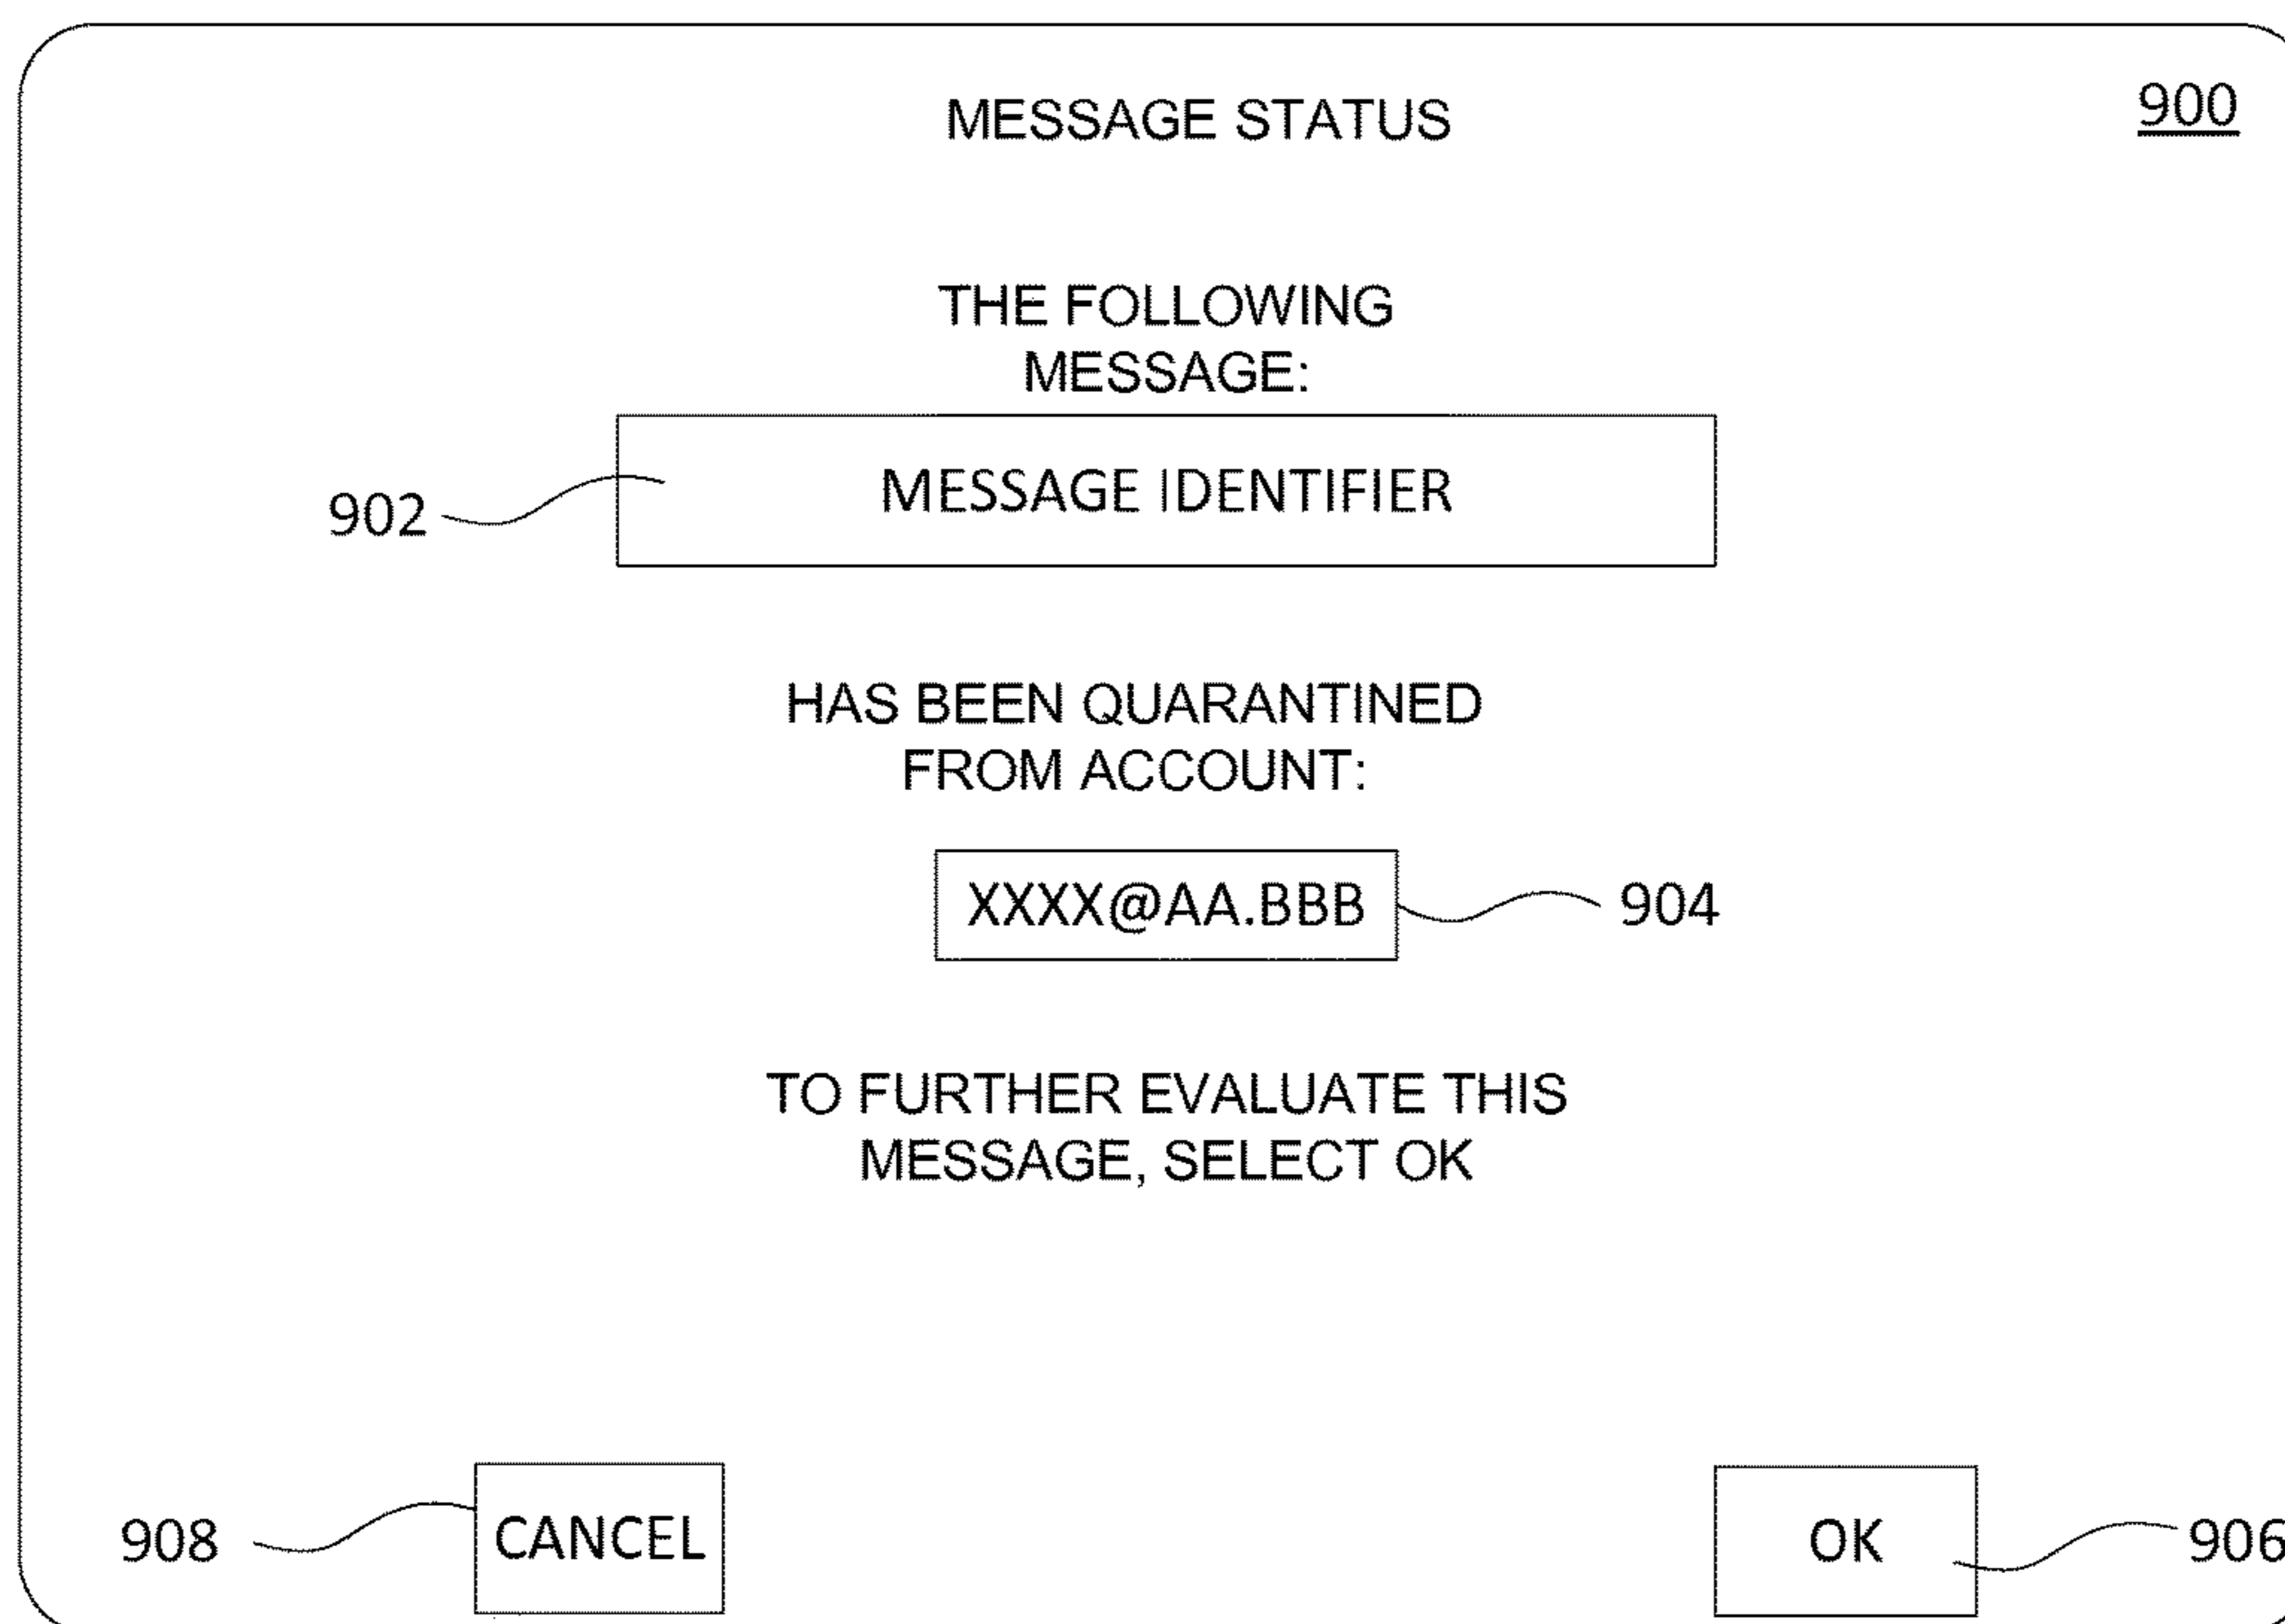 MESSAGE STATUS
900
THE FOLLOWING
MESSAGE:
MESSAGE IDENTIFIER
902
HAS BEEN QUARANTINED
FROM ACCOUNT:
XXXX@AA.BBB
904
TO FURTHER EVALUATE THIS
MESSAGE, SELECT OK
908
CANCEL
OK
906